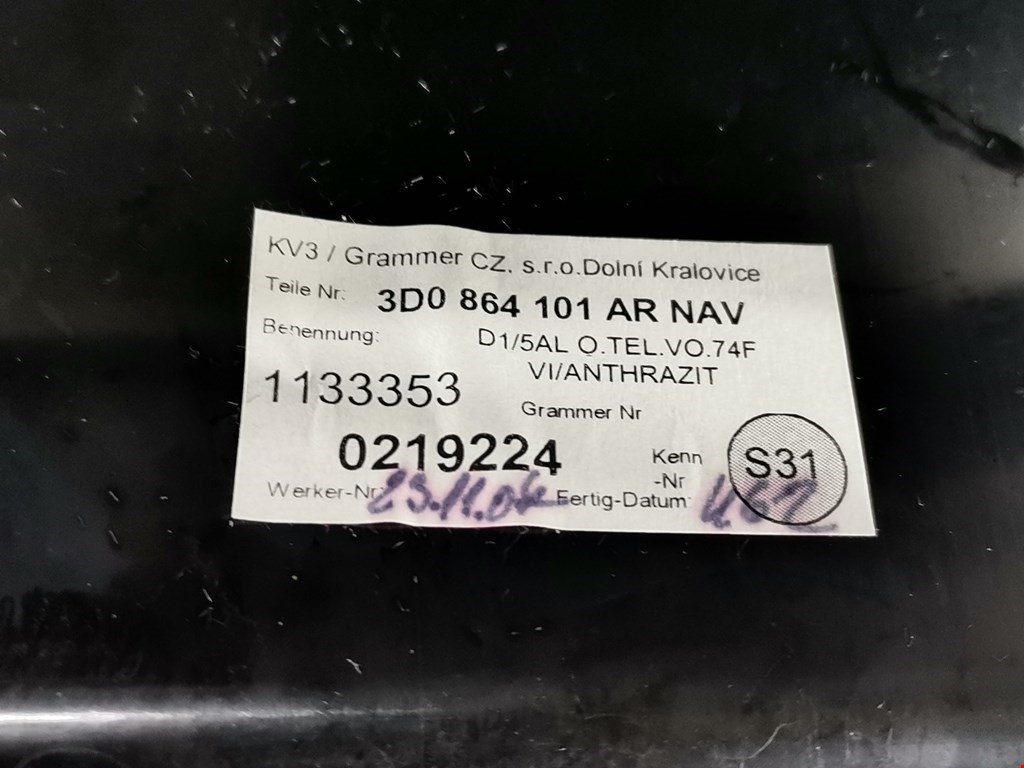 KV3 / Grammer CZ. s.r.o.Dolní Kralovice
Teile Nr: 3D0 864 101 AR NAV
Benennung: D1/5AL O.TEL.VO.74F
VI/ANTHRAZIT
1133353
Grammer Nr
0219224
Kenn
-Nr
S31
Werker-Nr: 23.11.04 Fertig-Datum: